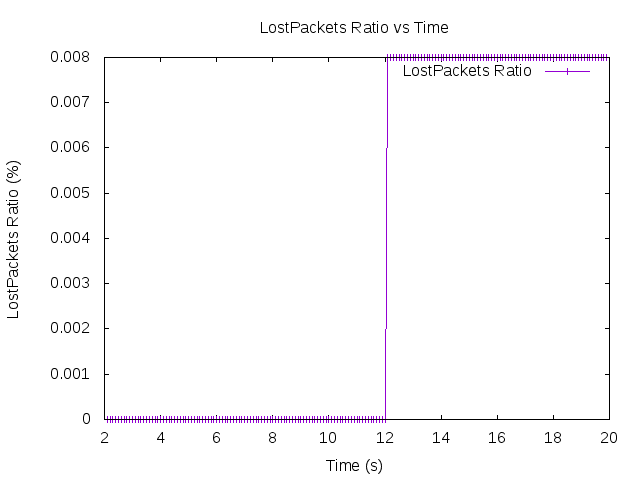 LostPackets Ratio vs Time
0.008
LostPackets Ratio
0.007
0.006
0.005
0.004
0.003
0.002
0.001
0
LostPackets Ratio (%)
2 4 6 8 10 12 14 16 18 20
Time (s)